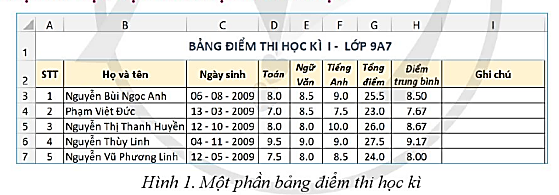 A B C D E F G H I
1 BẢNG ĐIỂM THI HỌC KÌ I - LỚP 9A7
2 STT Họ và tên Ngày sinh Toán Ngữ Văn Tiếng Anh Tổng điểm Điểm trung bình Ghi chú
3 1 Nguyễn Bùi Ngọc Anh 06 - 08 - 2009 8.0 8.5 9.0 25.5 8.50
4 2 Phạm Việt Đức 13 - 03 - 2009 7.0 8.5 7.5 23.0 7.67
5 3 Nguyễn Thị Thanh Huyền 12 - 10 - 2009 8.0 8.0 10.0 26.0 8.67
6 4 Nguyễn Thùy Linh 04 - 11 - 2009 9.5 9.0 9.0 27.5 9.17
7 5 Nguyễn Vũ Phương Linh 12 - 05 - 2009 7.5 8.0 8.5 24.0 8.00
Hình 1. Một phần bảng điểm thi học kì